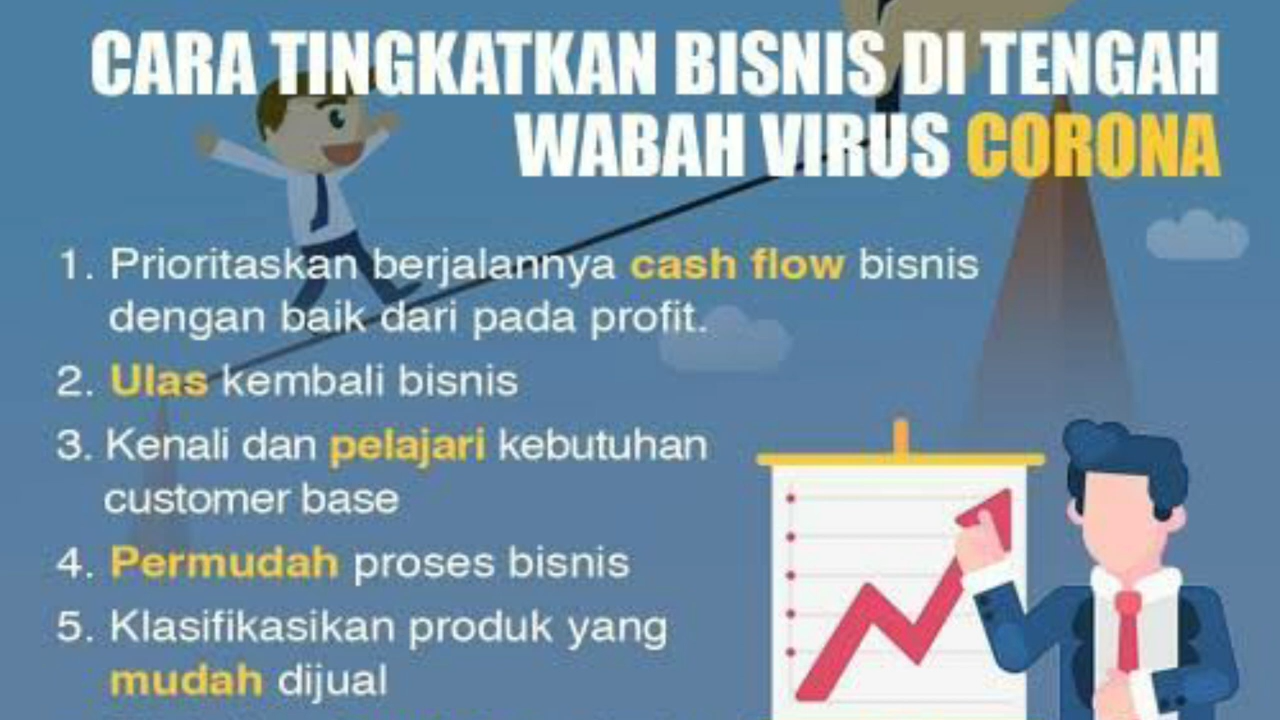 CARA TINGKATKAN BISNIS DI TENGAH
WABAH VIRUS CORONA
1. Prioritaskan berjalannya cash flow bisnis
dengan baik dari pada profit.
2. Ulas kembali bisnis
3. Kenali dan pelajari kebutuhan
customer base
4. Permudah proses bisnis
5. Klasifikasikan produk yang
mudah dijual